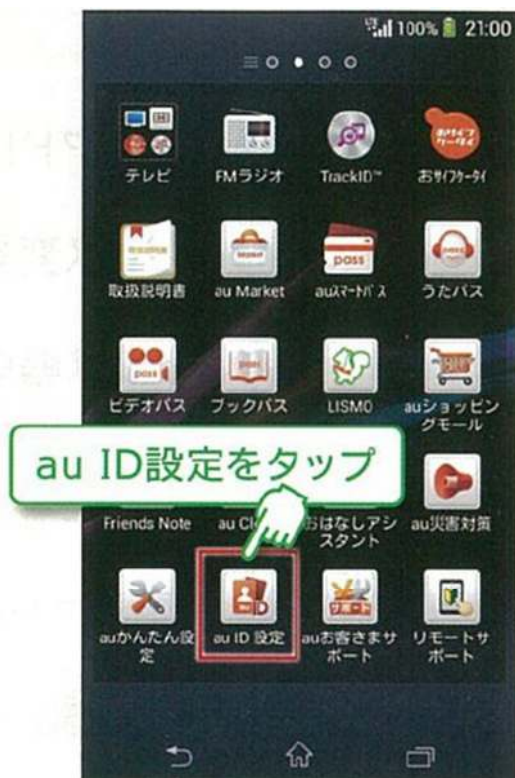 100% 21:00
テレビ
FMラジオ
TrackID™
おサイフケータイ
取扱説明書
au Market
auスマートパス
うたパス
ビデオパス
ブックパス
LISMO
auショッピングモール
au ID設定をタップ
Friends Note
au Cl
おはなしアシスタント
au災害対策
auかんたん設定
au ID 設定
auお客さまサポート
リモートサポート